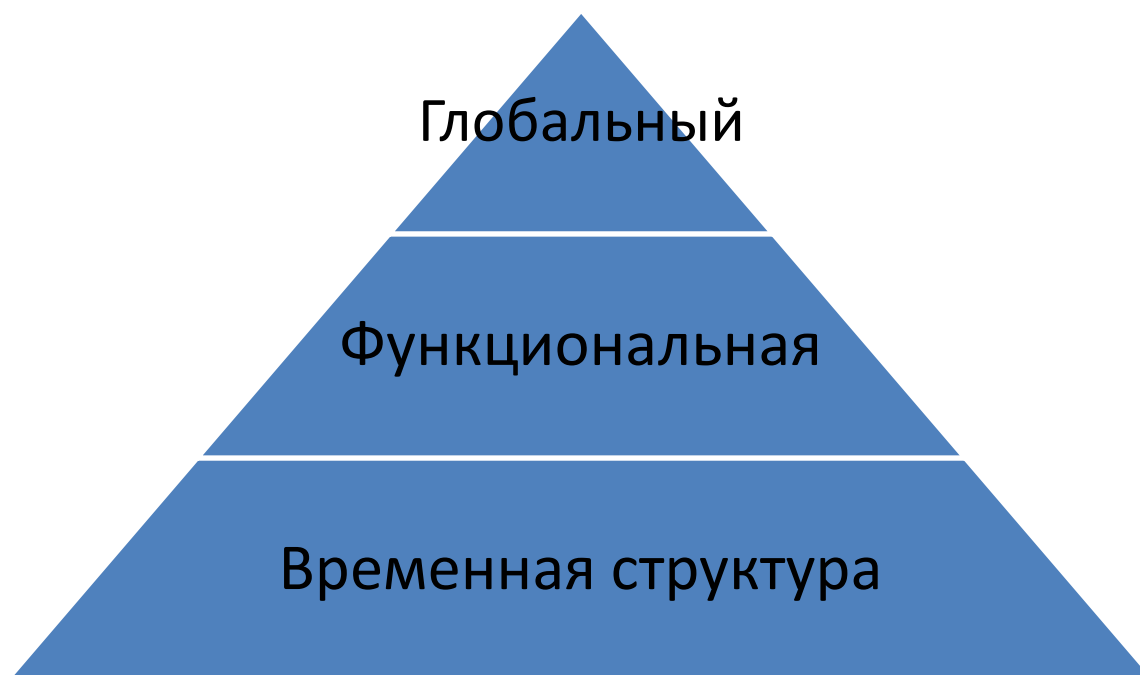 Глобальный
Функциональная
Временная структура